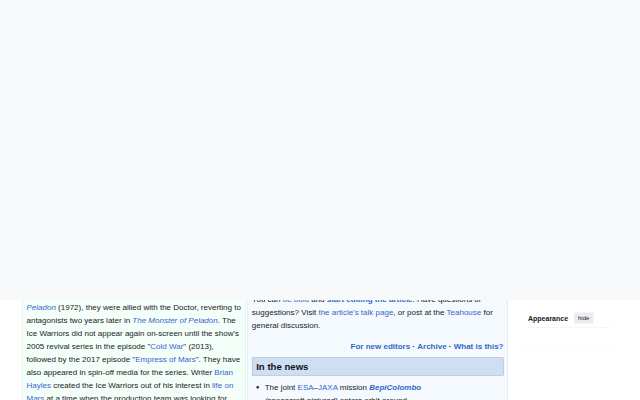 Peladon (1972), they were allied with the Doctor, reverting to
antagonists two years later in The Monster of Peladon. The
Ice Warriors did not appear again on-screen until the show's
2005 revival series in the episode "Cold War" (2013),
followed by the 2017 episode "Empress of Mars". They have
also appeared in spin-off media for the series. Writer Brian
Hayles created the Ice Warriors out of his interest in life on
Mars at a time when the production team was looking for
suggestions? Visit the article's talk page, or post at the Teahouse for
general discussion.
For new editors · Archive · What is this?
In the news
• The joint ESA–JAXA mission BepiColombo
Appearance hide